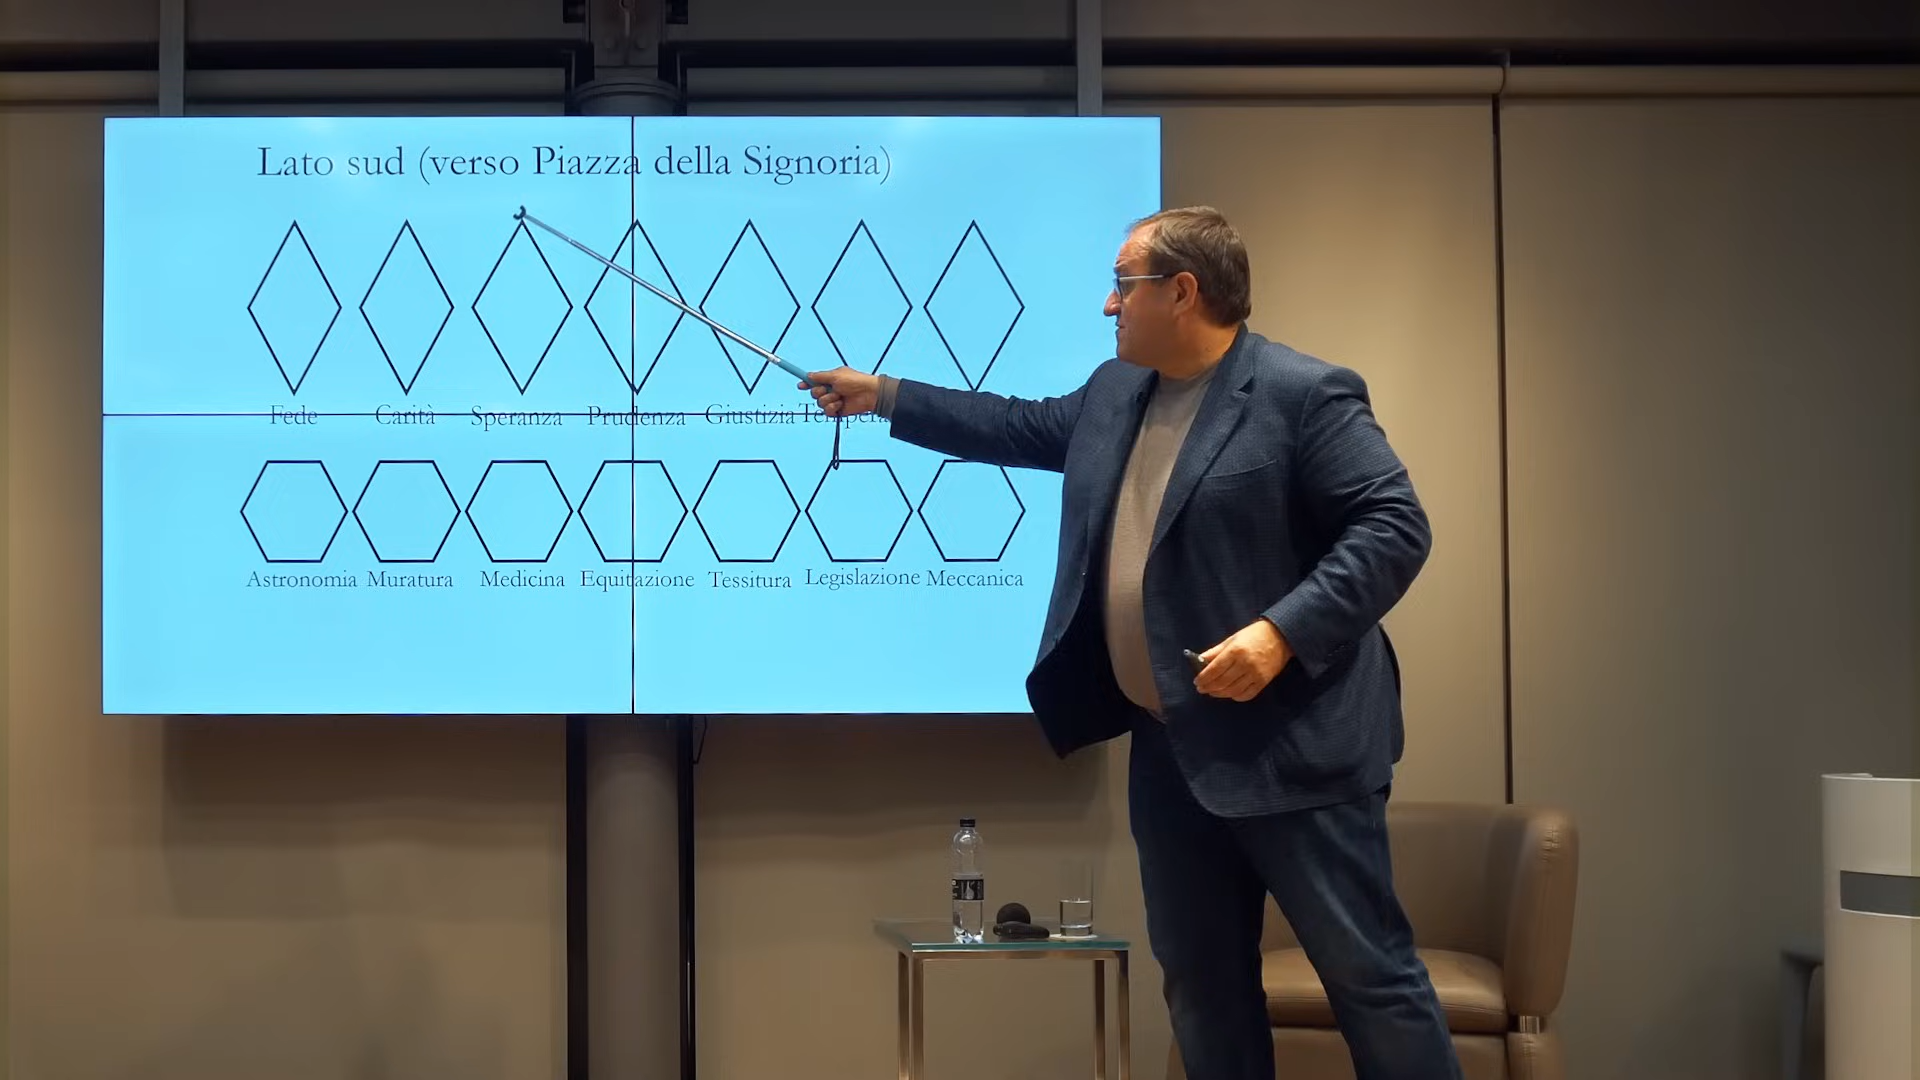 Lato sud (verso Piazza della Signoria)
Fede Carità Speranza Prudenza Giustizia
Astronomia Muratura Medicina Equitazione Tessitura Legislazione Meccanica